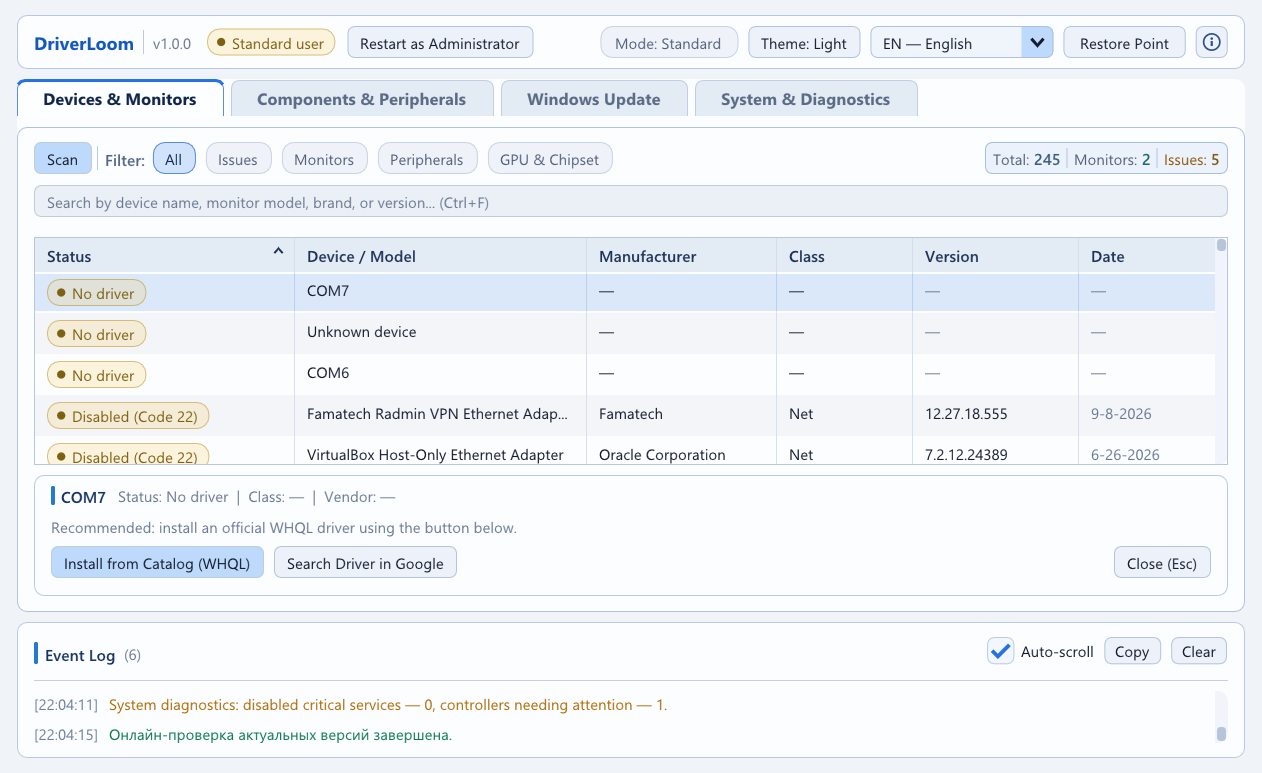 DriverLoom v1.0.0 Standard user Restart as Administrator Mode: Standard Theme: Light EN — English Restore Point
Devices & Monitors Components & Peripherals Windows Update System & Diagnostics
Scan Filter: All Issues Monitors Peripherals GPU & Chipset Total: 245 Monitors: 2 Issues: 5
Search by device name, monitor model, brand, or version... (Ctrl+F)
Status Device / Model Manufacturer Class Version Date
No driver COM7 — — — —
No driver Unknown device — — — —
No driver COM6 — — — —
Disabled (Code 22) Famatech Radmin VPN Ethernet Adap... Famatech Net 12.27.18.555 9-8-2026
Disabled (Code 22) VirtualBox Host-Only Ethernet Adapter Oracle Corporation Net 7.2.12.24389 6-26-2026
COM7 Status: No driver | Class: — | Vendor: —
Recommended: install an official WHQL driver using the button below.
Install from Catalog (WHQL) Search Driver in Google Close (Esc)
Event Log (6) Auto-scroll Copy Clear
[22:04:11] System diagnostics: disabled critical services — 0, controllers needing attention — 1.
[22:04:15] Онлайн-проверка актуальных версий завершена.